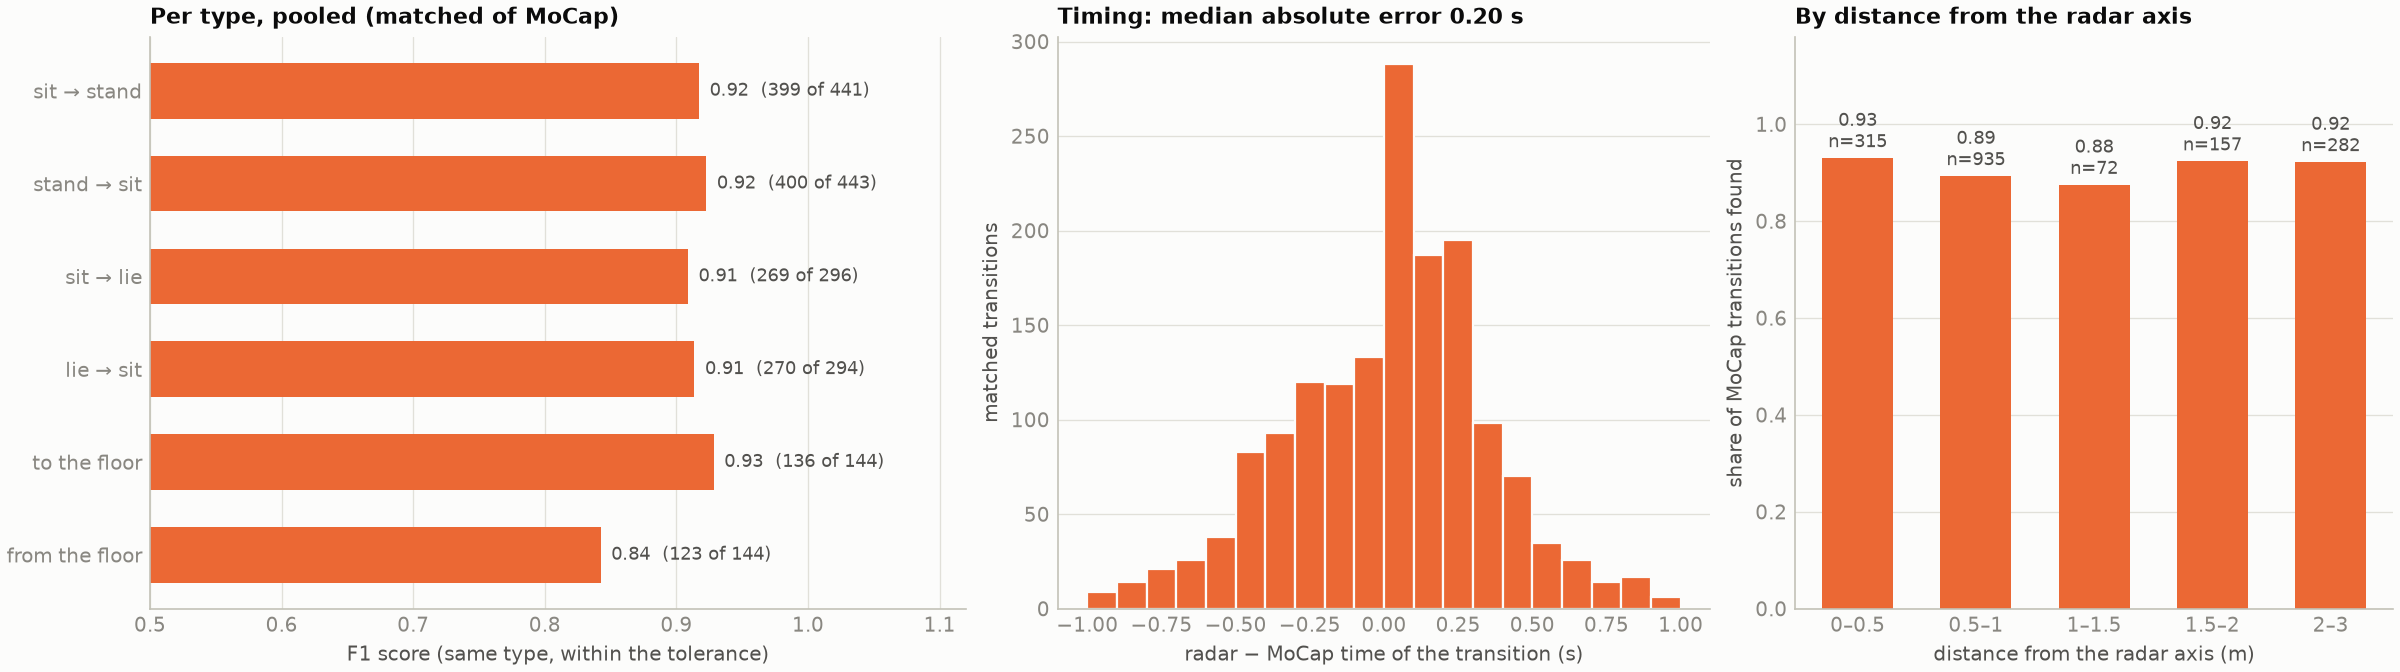 Per type, pooled (matched of MoCap)
sit → stand
0.92 (399 of 441)
stand → sit
0.92 (400 of 443)
sit → lie
0.91 (269 of 296)
lie → sit
0.91 (270 of 294)
to the floor
0.93 (136 of 144)
from the floor
0.84 (123 of 144)
0.5 0.6 0.7 0.8 0.9 1.0 1.1
F1 score (same type, within the tolerance)
Timing: median absolute error 0.20 s
matched transitions
300
250
200
150
100
50
0
−1.00 −0.75 −0.50 −0.25 0.00 0.25 0.50 0.75 1.00
radar − MoCap time of the transition (s)
By distance from the radar axis
share of MoCap transitions found
1.0
0.8
0.6
0.4
0.2
0.0
0.93
n=315
0.89
n=935
0.88
n=72
0.92
n=157
0.92
n=282
0–0.5 0.5–1 1–1.5 1.5–2 2–3
distance from the radar axis (m)